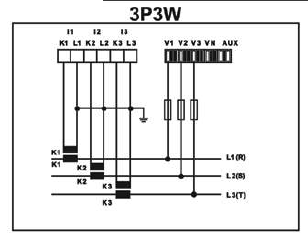 3P3W
I1 I2 I3
K1 L1 K2 L2 K3 L3
V1 V2 V3 VN AUX
K1
K1
L1(R)
K2
K2
L2(S)
K3
K3
L3(T)